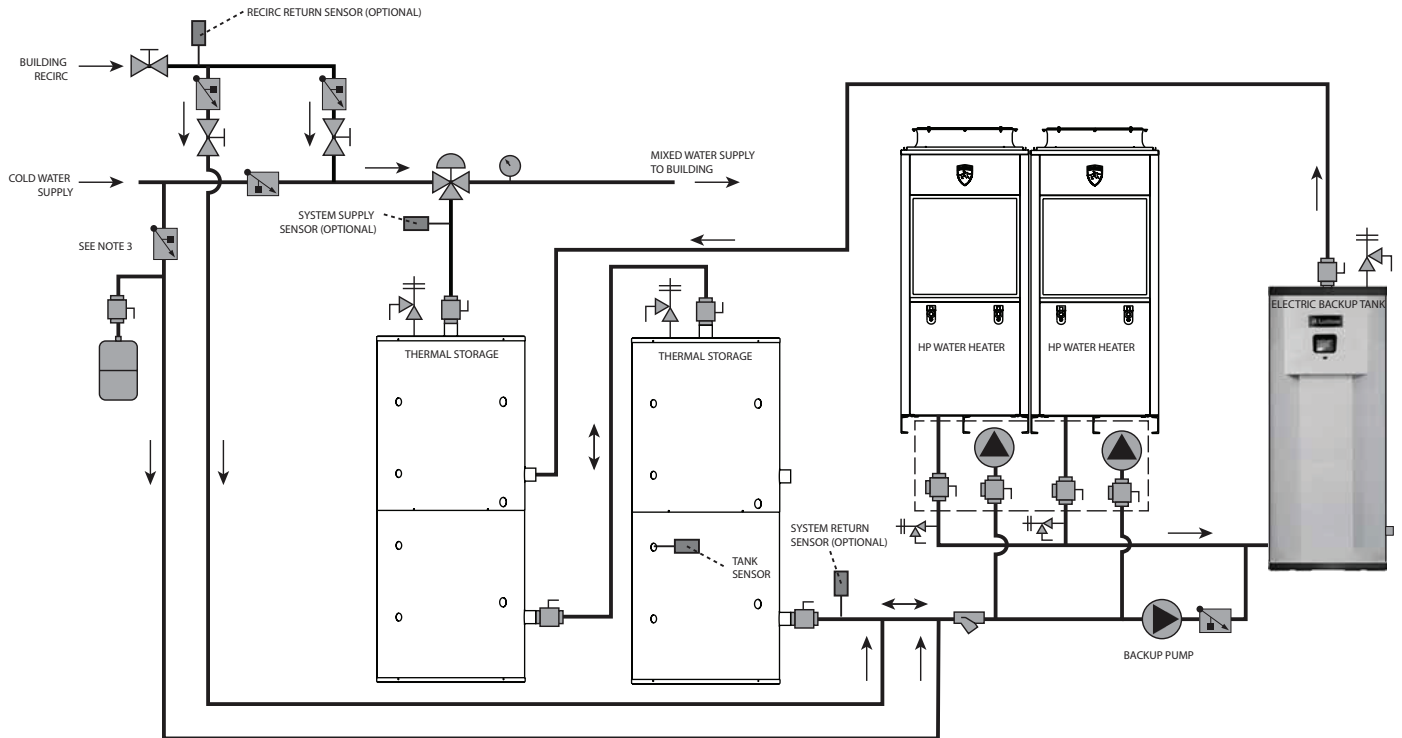 RECIRC RETURN SENSOR (OPTIONAL)
BUILDING
RECIRC
COLD WATER
SUPPLY
MIXED WATER SUPPLY
TO BUILDING
SYSTEM SUPPLY
SENSOR (OPTIONAL)
SEE NOTE 3
THERMAL STORAGE
THERMAL STORAGE
HP WATER HEATER
HP WATER HEATER
ELECTRIC BACKUP TANK
SYSTEM RETURN
SENSOR (OPTIONAL)
TANK
SENSOR
BACKUP PUMP